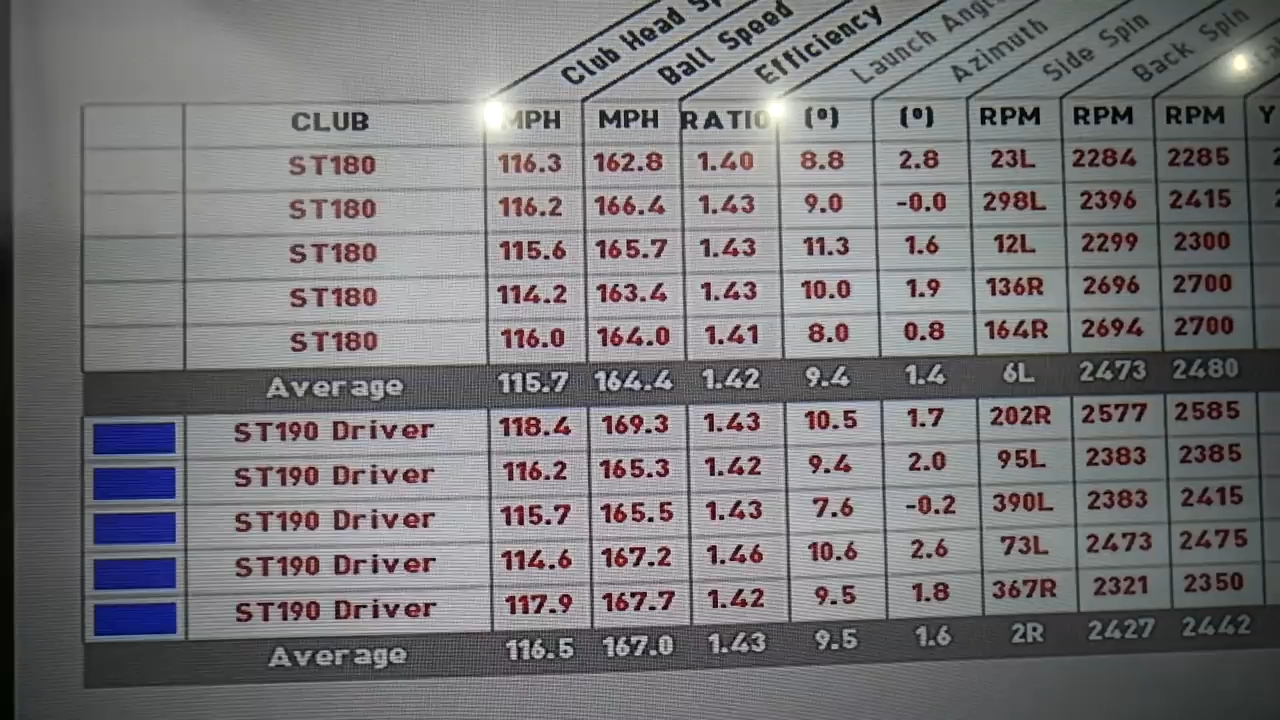 Club Head Sp
Ball Speed
Efficiency
Launch Angl
Azimuth
Side Spin
Back Spin
CLUB MPH MPH RATIO (º) (º) RPM RPM RPM Y
ST180 116.3 162.8 1.40 8.8 2.8 23L 2284 2285
ST180 116.2 166.4 1.43 9.0 -0.0 298L 2396 2415
ST180 115.6 165.7 1.43 11.3 1.6 12L 2299 2300
ST180 114.2 163.4 1.43 10.0 1.9 136R 2696 2700
ST180 116.0 164.0 1.41 8.0 0.8 164R 2694 2700
Average 115.7 164.4 1.42 9.4 1.4 6L 2473 2480
ST190 Driver 118.4 169.3 1.43 10.5 1.7 202R 2577 2585
ST190 Driver 116.2 165.3 1.42 9.4 2.0 95L 2383 2385
ST190 Driver 115.7 165.5 1.43 7.6 -0.2 390L 2383 2415
ST190 Driver 114.6 167.2 1.46 10.6 2.6 73L 2473 2475
ST190 Driver 117.9 167.7 1.42 9.5 1.8 367R 2321 2350
Average 116.5 167.0 1.43 9.5 1.6 2R 2427 2442